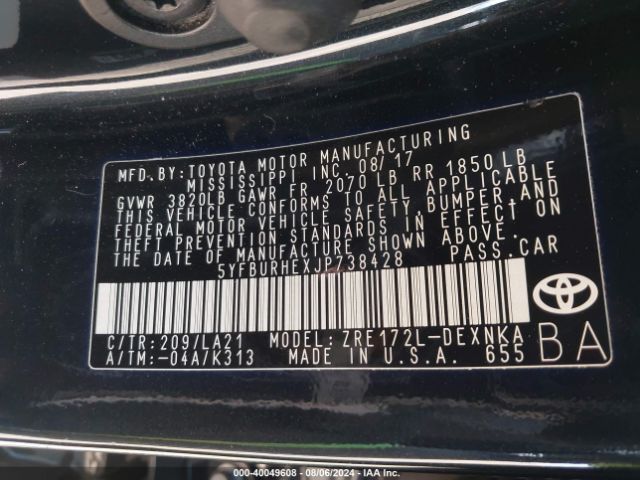 MFD.BY:TOYOTA MOTOR MANUFACTURING
MISSISSIPPI INC. 08/17
GVWR 3820LB GAWR FR 2070 LB RR 1850 LB
THIS VEHICLE CONFORMS TO ALL APPLICABLE
FEDERAL MOTOR VEHICLE SAFETY, BUMPER,AND
THEFT PREVENTION STANDARDS IN EFFECT ON
THE DATE OF MANUFACTURE SHOWN ABOVE.
5YFBURHEXJP738428 PASS.CAR
C/TR:209/LA21 MODEL:ZRE172L-DEXNKA
A/TM:-04A/K313 MADE IN U.S.A. 655
BA
TOYOTA
000-40049608 - 08/06/2024 - IAA Inc.